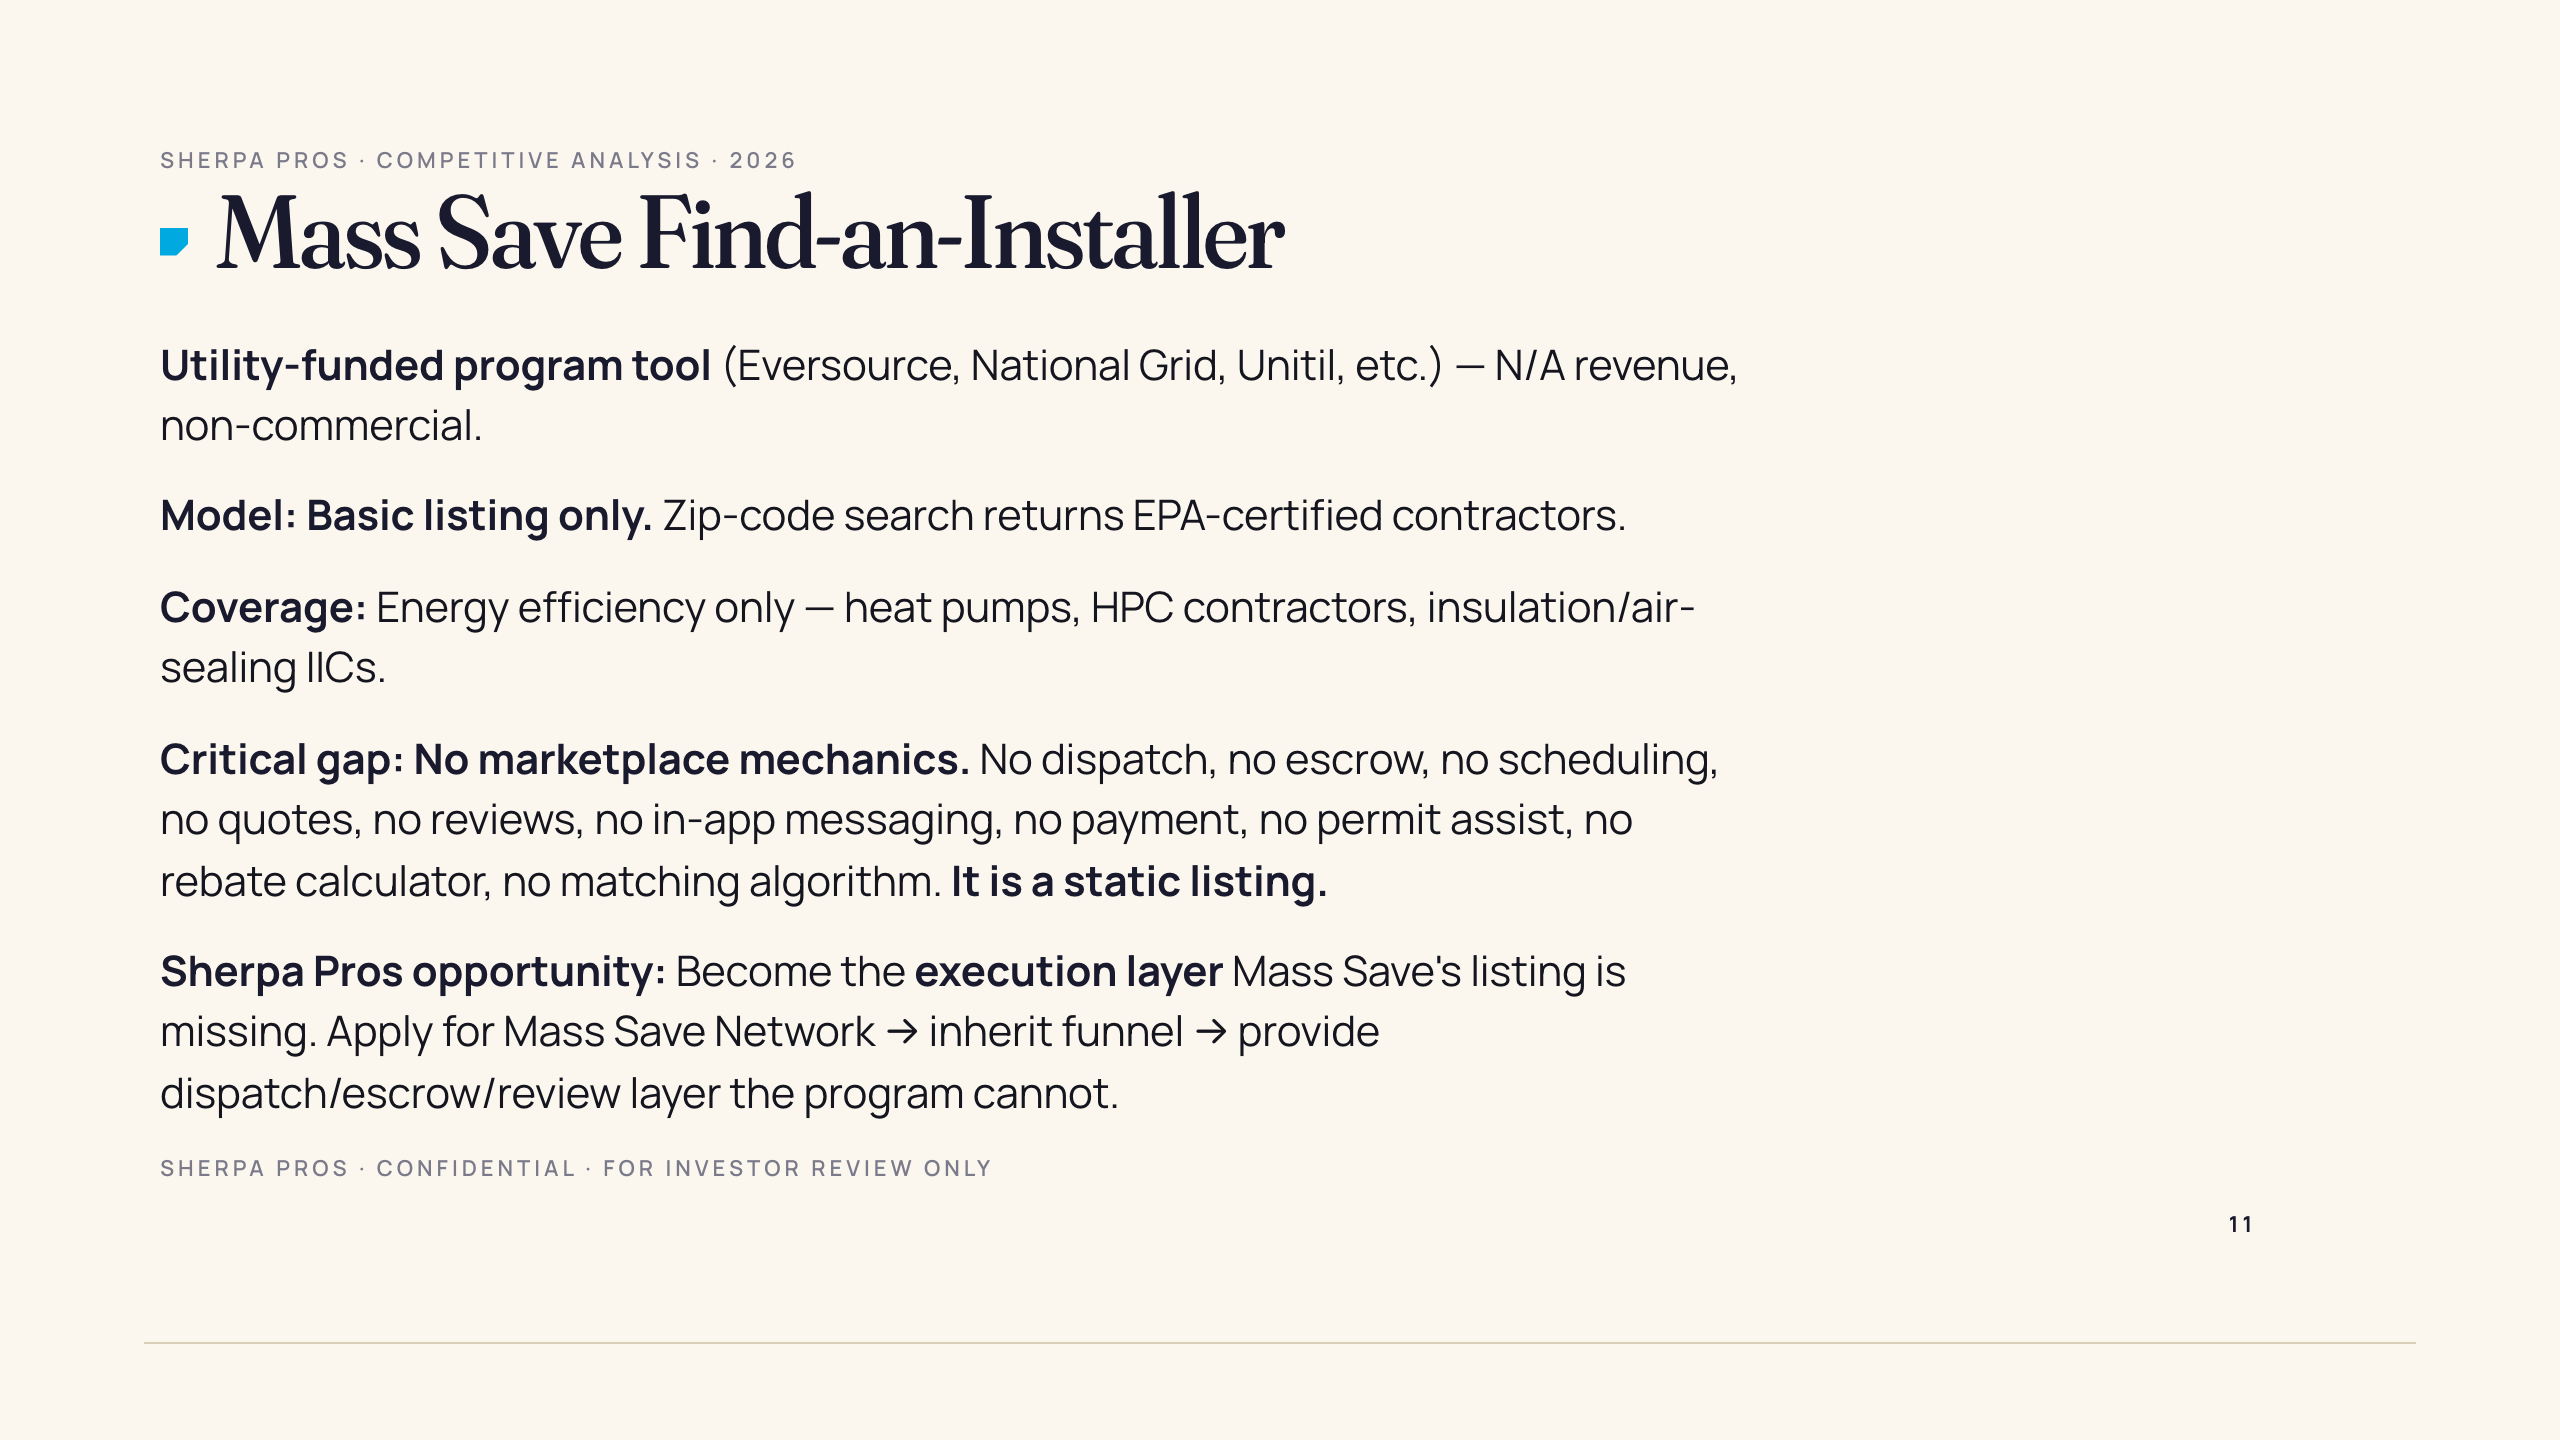 SHERPA PROS · COMPETITIVE ANALYSIS · 2026
Mass Save Find-an-Installer
Utility-funded program tool (Eversource, National Grid, Unitil, etc.) — N/A revenue,
non-commercial.
Model: Basic listing only. Zip-code search returns EPA-certified contractors.
Coverage: Energy efficiency only — heat pumps, HPC contractors, insulation/air-
sealing IICs.
Critical gap: No marketplace mechanics. No dispatch, no escrow, no scheduling,
no quotes, no reviews, no in-app messaging, no payment, no permit assist, no
rebate calculator, no matching algorithm. It is a static listing.
Sherpa Pros opportunity: Become the execution layer Mass Save's listing is
missing. Apply for Mass Save Network → inherit funnel → provide
dispatch/escrow/review layer the program cannot.
SHERPA PROS · CONFIDENTIAL · FOR INVESTOR REVIEW ONLY
11